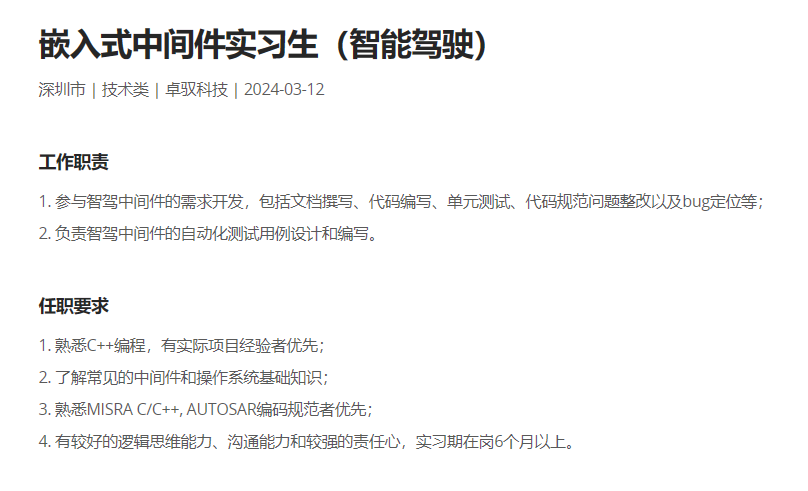 嵌入式中间件实习生（智能驾驶）
深圳市 | 技术类 | 卓驭科技 | 2024-03-12
工作职责
1. 参与智驾中间件的需求开发，包括文档撰写、代码编写、单元测试、代码规范问题整改以及bug定位等；
2. 负责智驾中间件的自动化测试用例设计和编写。
任职要求
1. 熟悉C++编程，有实际项目经验者优先；
2. 了解常见的中间件和操作系统基础知识；
3. 熟悉MISRA C/C++, AUTOSAR编码规范者优先；
4. 有较好的逻辑思维能力、沟通能力和较强的责任心，实习期在岗6个月以上。